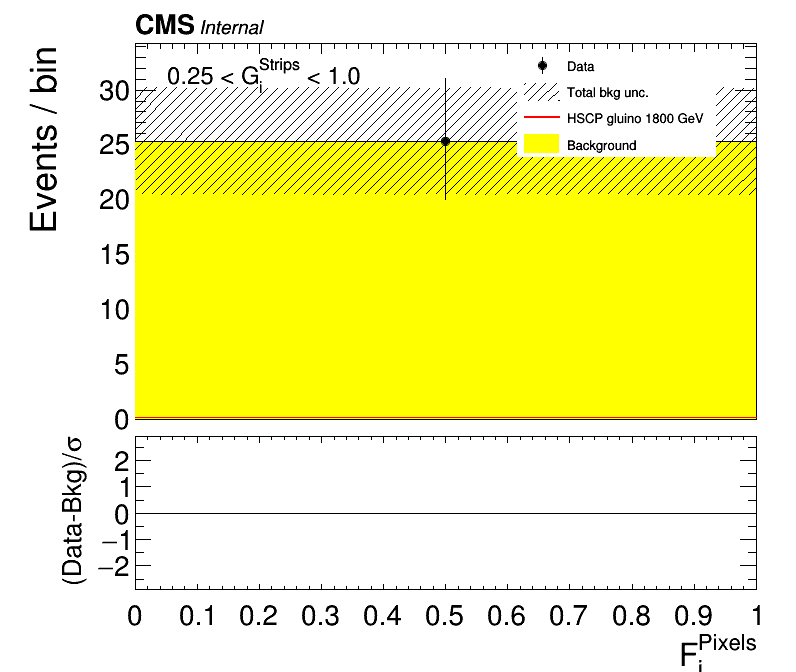 CMS Internal
Events / bin
0.25 < G_i^Strips < 1.0
Data
Total bkg unc.
HSCP gluino 1800 GeV
Background
30
25
20
15
10
5
0
(Data-Bkg)/σ
2
1
0
−1
−2
0 0.1 0.2 0.3 0.4 0.5 0.6 0.7 0.8 0.9 1
F_i^Pixels